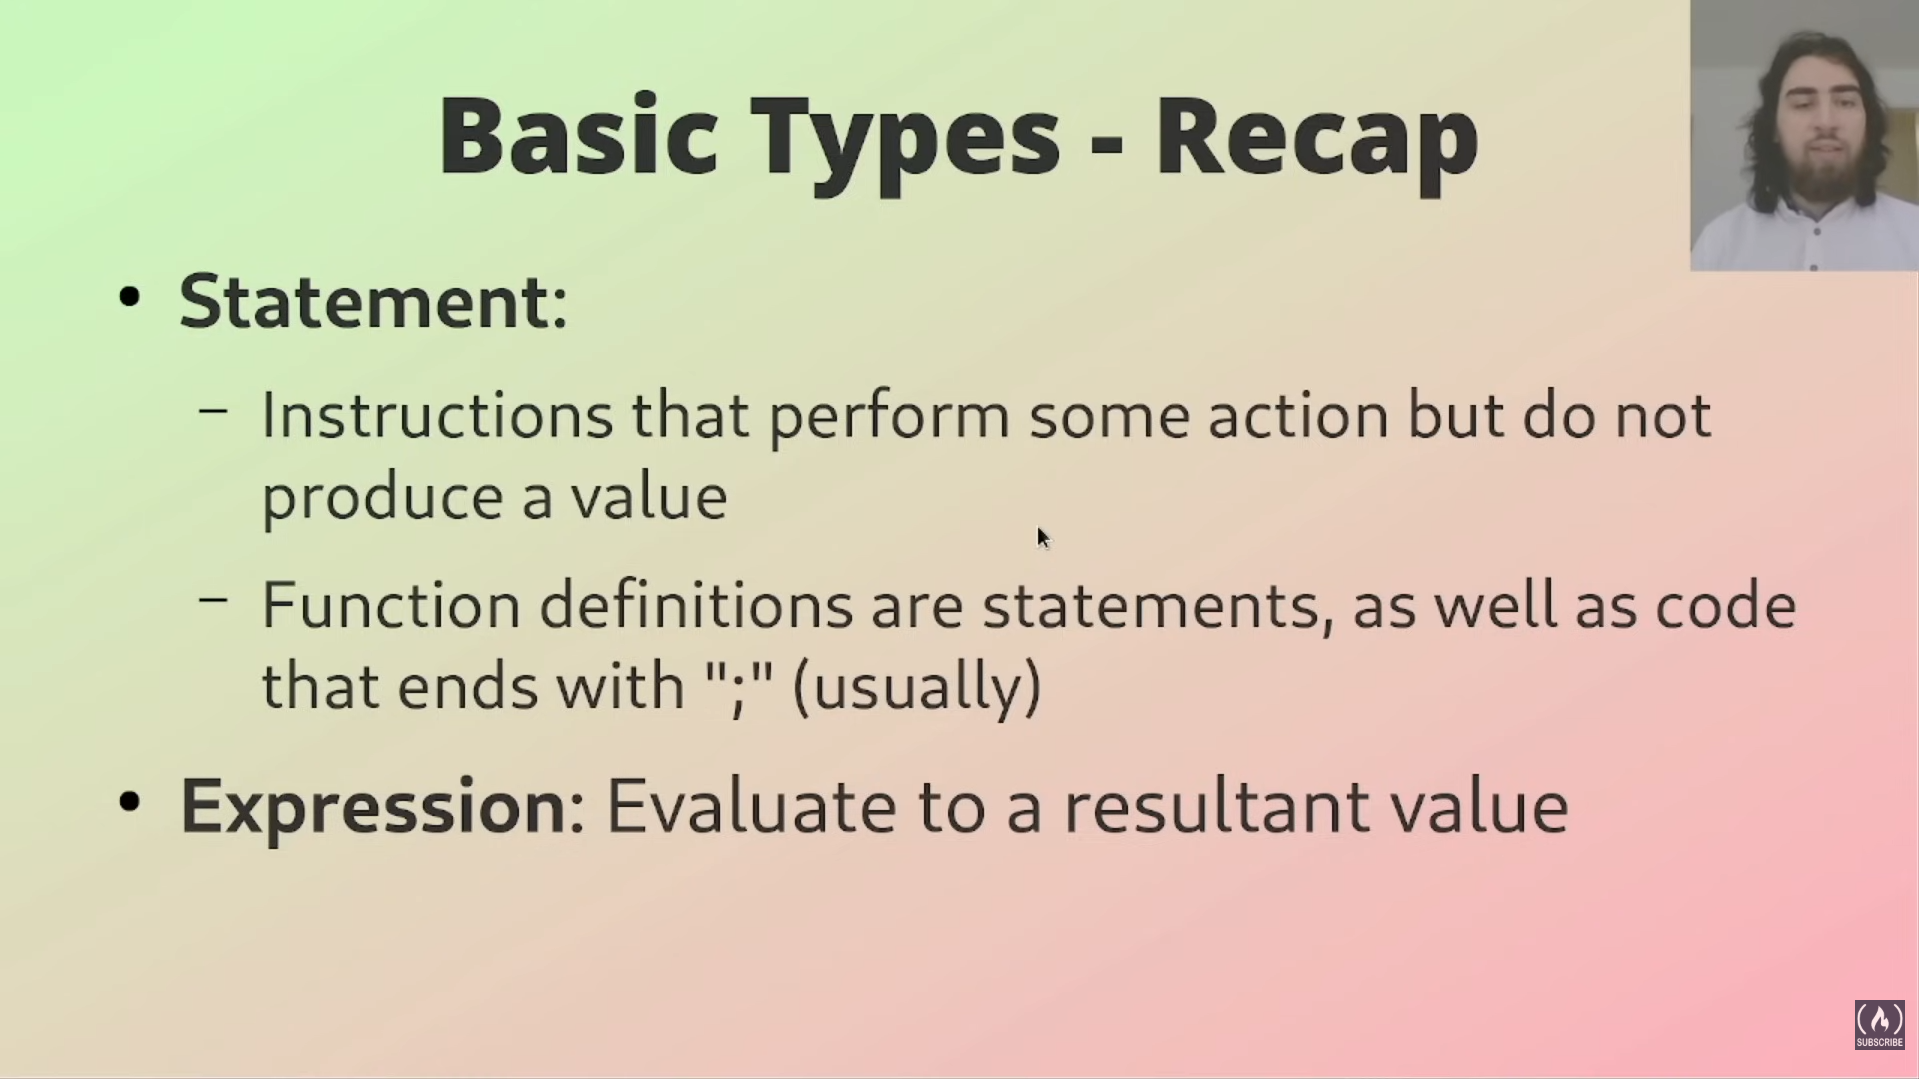 Basic Types - Recap
• Statement:
– Instructions that perform some action but do not
produce a value
– Function definitions are statements, as well as code
that ends with ";" (usually)
• Expression: Evaluate to a resultant value
SUBSCRIBE